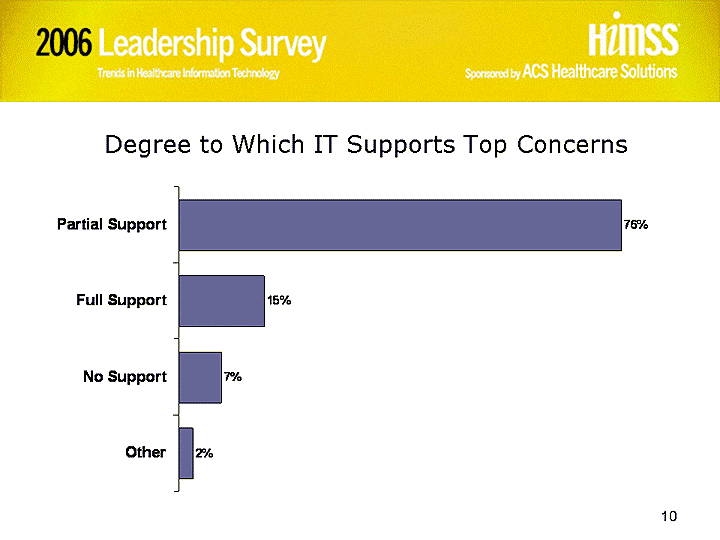 2006 Leadership Survey
Trends in Healthcare Information Technology
HIMSS
Sponsored by ACS Healthcare Solutions
Degree to Which IT Supports Top Concerns
Partial Support 76%
Full Support 15%
No Support 7%
Other 2%
10